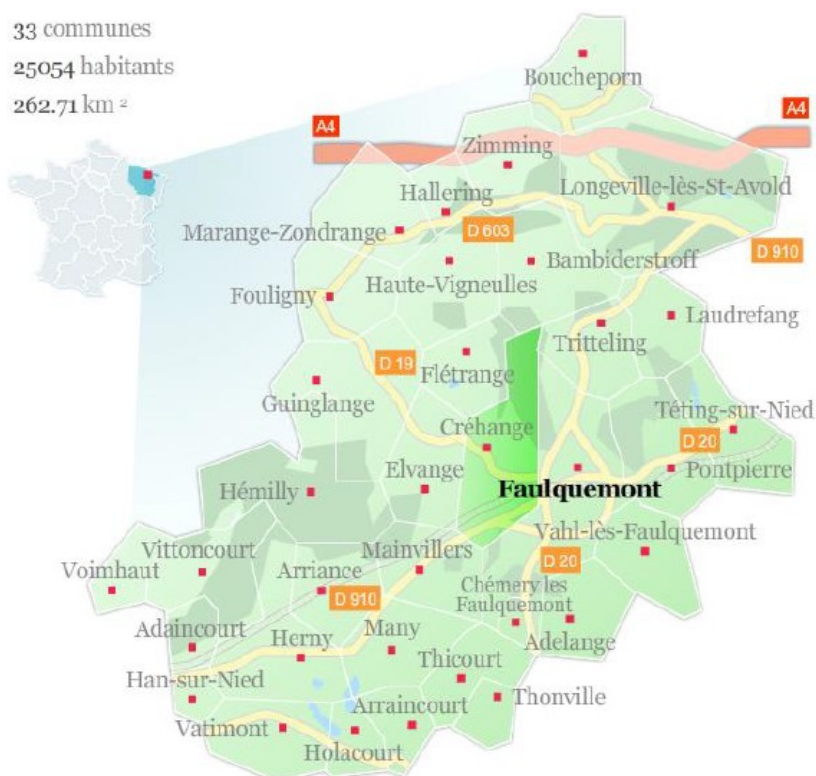 33 communes
25054 habitants
262.71 km ²
Boucheporn
A4
A4
Zimming
Hallering
Longeville-lès-St-Avold
Marange-Zondrange
D 603
D 910
Haute-Vigneulles
Bambiderstroff
Fouligny
Laudrefang
Tritteling
D 19
Flétrange
Guinglange
Téting-sur-Nied
Créhange
D 20
Elvange
Pontpierre
Hémilly
Faulquemont
Vahl-lès-Faulquemont
Vittoncourt
Mainvillers
Voimhaut
Arriance
D 20
Chémery les
Faulquemont
D 910
Adaincourt
Herny
Many
Adelange
Thicourt
Han-sur-Nied
Thonville
Arraincourt
Vatimont
Holacourt